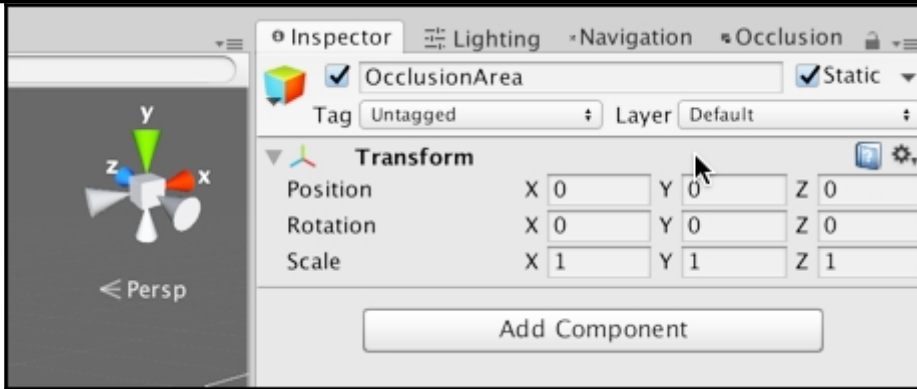 Inspector Lighting Navigation Occlusion
OcclusionArea Static
Tag Untagged Layer Default
y
z x
Persp
Transform
Position X 0 Y 0 Z 0
Rotation X 0 Y 0 Z 0
Scale X 1 Y 1 Z 1
Add Component